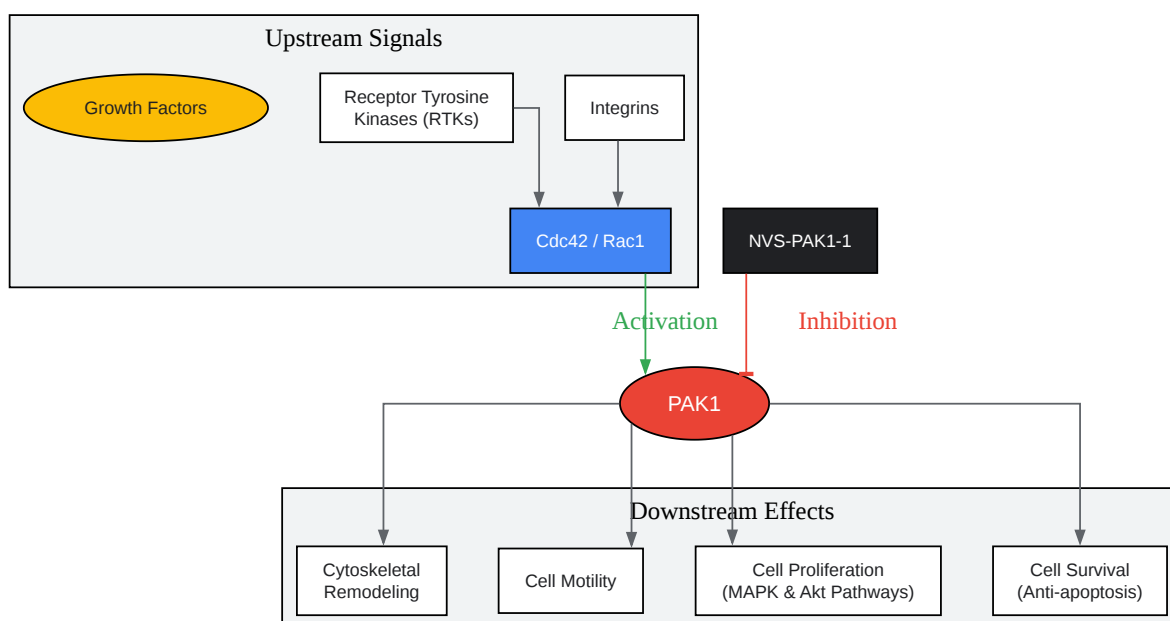 Upstream Signals
Growth Factors
Receptor Tyrosine
Kinases (RTKs)
Integrins
Cdc42 / Rac1
NVS-PAK1-1
Activation
Inhibition
PAK1
Downstream Effects
Cytoskeletal
Remodeling
Cell Motility
Cell Proliferation
(MAPK & Akt Pathways)
Cell Survival
(Anti-apoptosis)